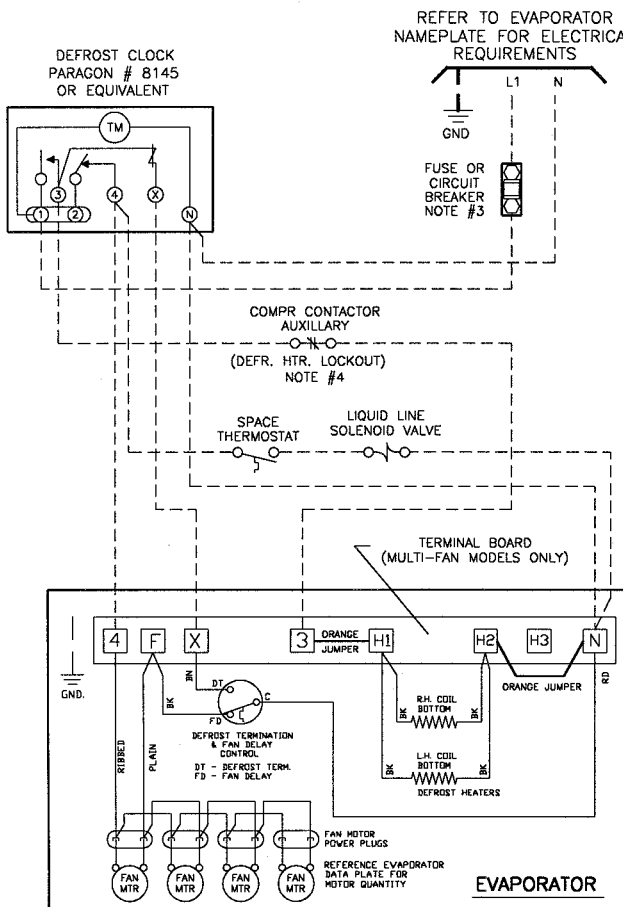 REFER TO EVAPORATOR
NAMEPLATE FOR ELECTRICA
REQUIREMENTS
DEFROST CLOCK
PARAGON # 8145
OR EQUIVALENT
L1 N
GND
TM
FUSE OR
CIRCUIT
BREAKER
NOTE #3
3 4 X
1 2 N
COMPR CONTACTOR
AUXILLARY
(DEFR. HTR. LOCKOUT)
NOTE #4
SPACE
THERMOSTAT
LIQUID LINE
SOLENOID VALVE
TERMINAL BOARD
(MULTI-FAN MODELS ONLY)
4 F X 3 ORANGE JUMPER H1 H2 H3 N
ORANGE JUMPER
RD
GND.
BN
BK
DT
C
FD
DEFROST TERMINATION
& FAN DELAY
CONTROL
DT - DEFROST TERM.
FD - FAN DELAY
RIBBED
PLAIN
R.H. COIL
BOTTOM
BK BK
L.H. COIL
BOTTOM
BK BK
DEFROST HEATERS
FAN MOTOR
POWER PLUGS
REFERENCE EVAPORATOR
DATA PLATE FOR
MOTOR QUANTITY
FAN MTR
FAN MTR
FAN MTR
FAN MTR
EVAPORATOR